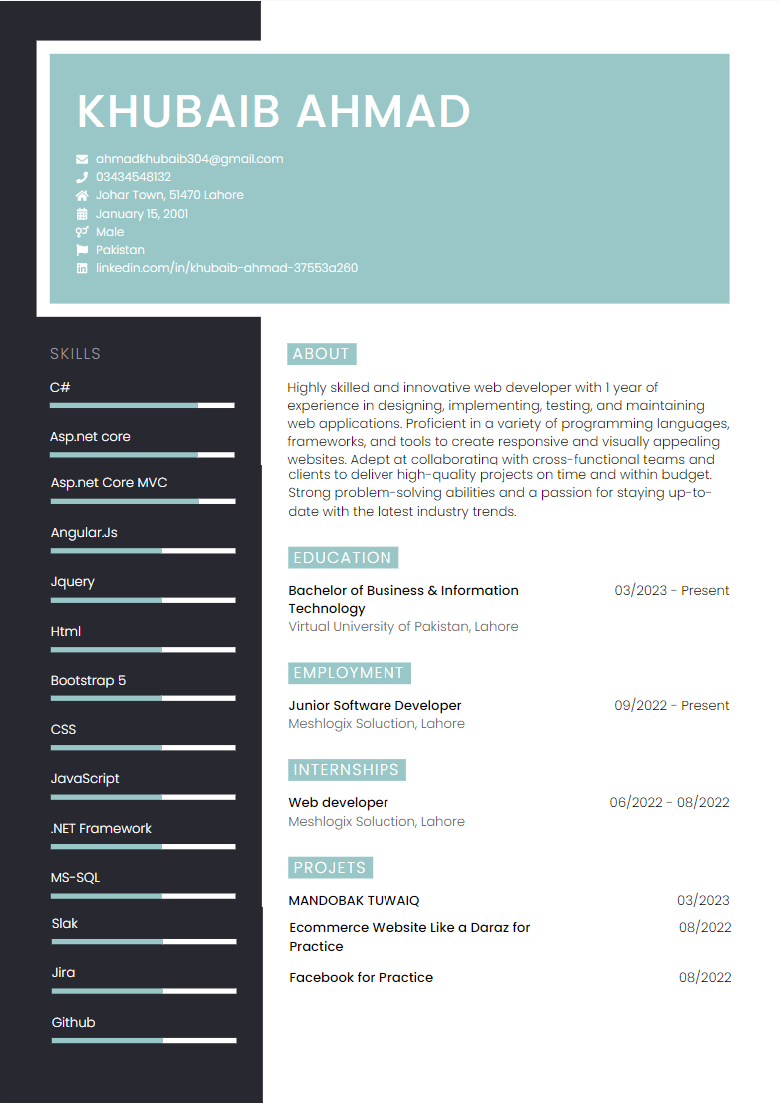 KHUBAIB AHMAD
ahmadkhubaib304@gmail.com
03434548132
Johar Town, 51470 Lahore
January 15, 2001
Male
Pakistan
linkedin.com/in/khubaib-ahmad-37553a260
SKILLS
C#
Asp.net core
Asp.net Core MVC
Angular.Js
Jquery
Html
Bootstrap 5
CSS
JavaScript
.NET Framework
MS-SQL
Slak
Jira
Github
ABOUT
Highly skilled and innovative web developer with 1 year of
experience in designing, implementing, testing, and maintaining
web applications. Proficient in a variety of programming languages,
frameworks, and tools to create responsive and visually appealing
websites. Adept at collaborating with cross-functional teams and
clients to deliver high-quality projects on time and within budget.
Strong problem-solving abilities and a passion for staying up-to-
date with the latest industry trends.
EDUCATION
Bachelor of Business & Information 03/2023 - Present
Technology
Virtual University of Pakistan, Lahore
EMPLOYMENT
Junior Software Developer 09/2022 - Present
Meshlogix Soluction, Lahore
INTERNSHIPS
Web developer 06/2022 - 08/2022
Meshlogix Soluction, Lahore
PROJETS
MANDOBAK TUWAIQ 03/2023
Ecommerce Website Like a Daraz for 08/2022
Practice
Facebook for Practice 08/2022